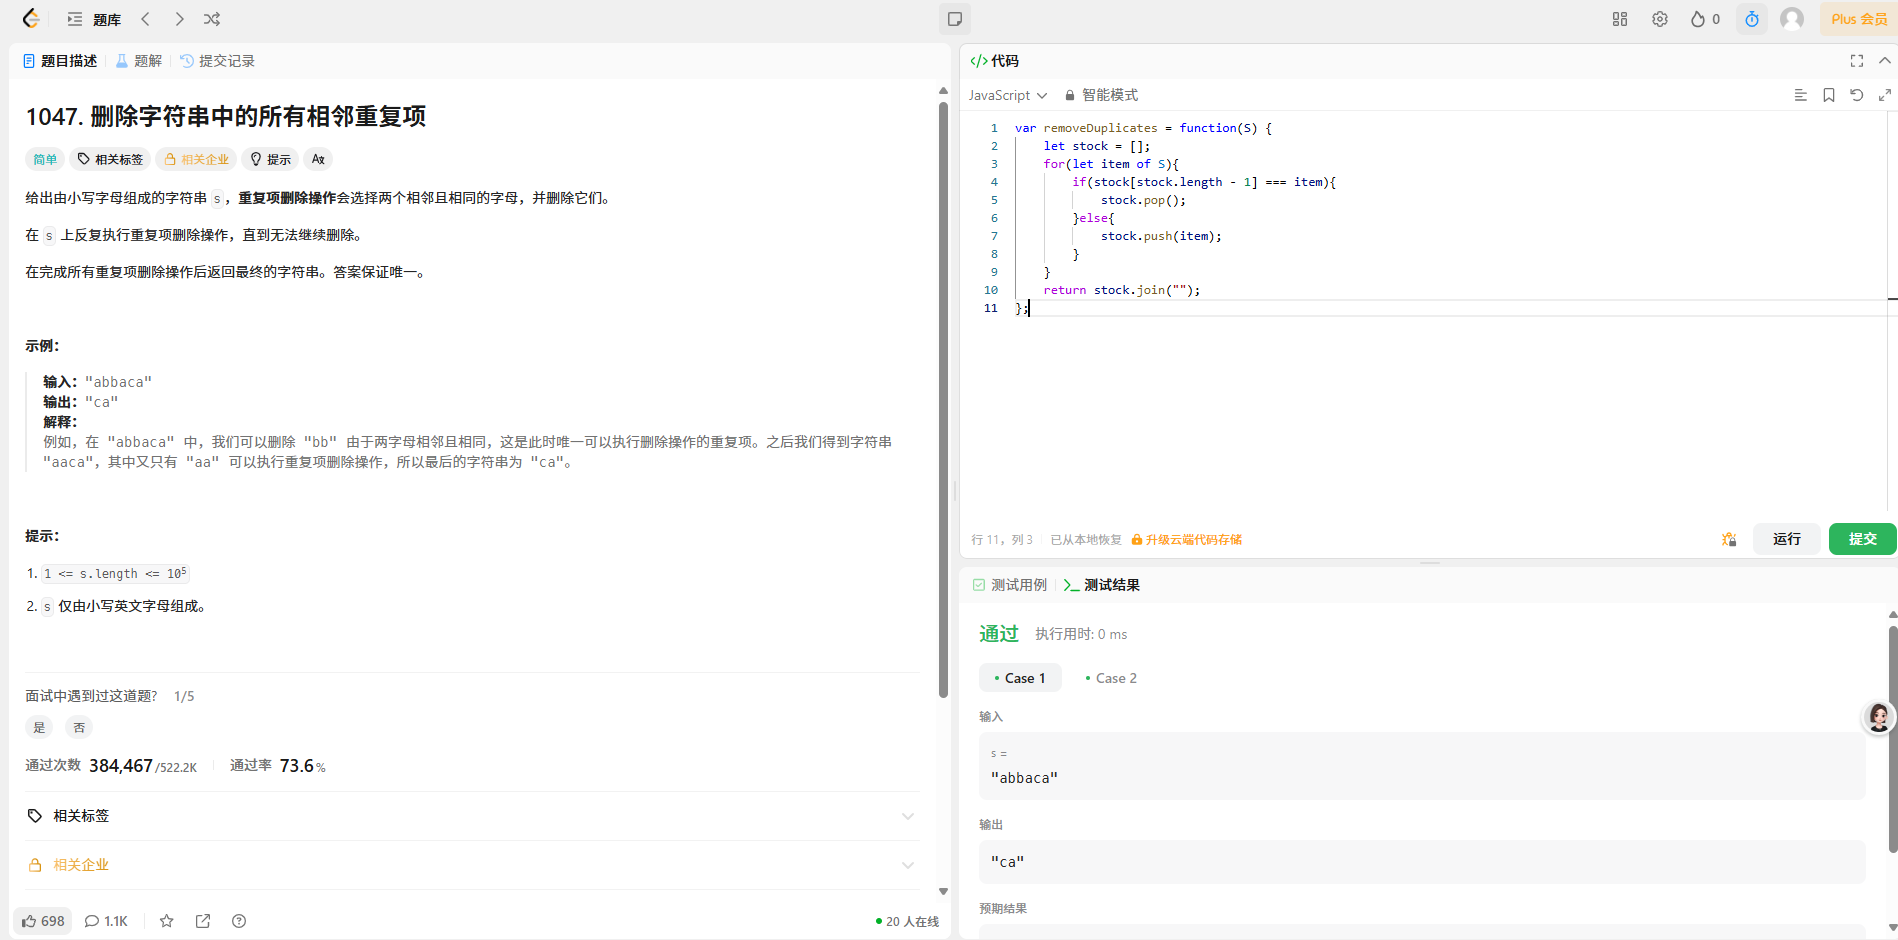 题库
0
Plus 会员
题目描述
题解
提交记录
1047. 删除字符串中的所有相邻重复项
简单
相关标签
相关企业
提示
给出由小写字母组成的字符串 s，重复项删除操作会选择两个相邻且相同的字母，并删除它们。
在 s 上反复执行重复项删除操作，直到无法继续删除。
在完成所有重复项删除操作后返回最终的字符串。答案保证唯一。
示例：
输入："abbaca"
输出："ca"
解释：
例如，在 "abbaca" 中，我们可以删除 "bb" 由于两字母相邻且相同，这是此时唯一可以执行删除操作的重复项。之后我们得到字符串
"aaca"，其中又只有 "aa" 可以执行重复项删除操作，所以最后的字符串为 "ca"。
提示：
1. 1 <= s.length <= 10⁵
2. s 仅由小写英文字母组成。
面试中遇到过这道题? 1/5
是
否
通过次数 384,467/522.2K
通过率 73.6%
相关标签
相关企业
698
1.1K
20 人在线
</>代码
JavaScript
智能模式
1 var removeDuplicates = function(S) {
2     let stock = [];
3     for(let item of S){
4         if(stock[stock.length - 1] === item){
5             stock.pop();
6         }else{
7             stock.push(item);
8         }
9     }
10     return stock.join("");
11 };
行 11，列 3
已从本地恢复
升级云端代码存储
运行
提交
测试用例
测试结果
通过 执行用时: 0 ms
Case 1
Case 2
输入
s =
"abbaca"
输出
"ca"
预期结果